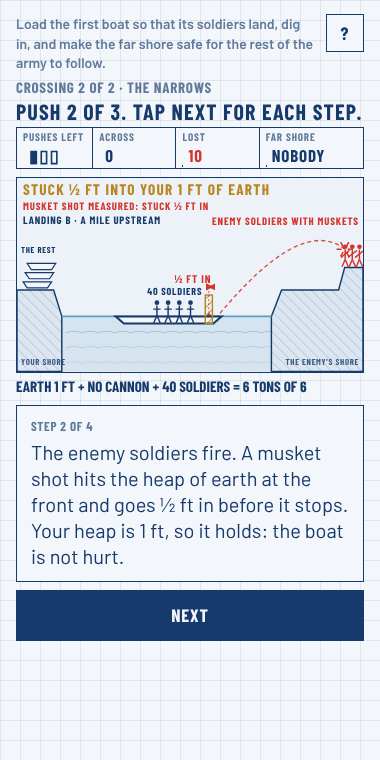 Load the first boat so that its soldiers land, dig
in, and make the far shore safe for the rest of the
army to follow.
?
CROSSING 2 OF 2 · THE NARROWS
PUSH 2 OF 3. TAP NEXT FOR EACH STEP.
PUSHES LEFT
ACROSS
0
LOST
10
FAR SHORE
NOBODY
STUCK ½ FT INTO YOUR 1 FT OF EARTH
MUSKET SHOT MEASURED: STUCK ½ FT IN
LANDING B · A MILE UPSTREAM
ENEMY SOLDIERS WITH MUSKETS
THE REST
½ FT IN
40 SOLDIERS
YOUR SHORE
THE ENEMY'S SHORE
EARTH 1 FT + NO CANNON + 40 SOLDIERS = 6 TONS OF 6
STEP 2 OF 4
The enemy soldiers fire. A musket
shot hits the heap of earth at the
front and goes ½ ft in before it stops.
Your heap is 1 ft, so it holds: the boat
is not hurt.
NEXT